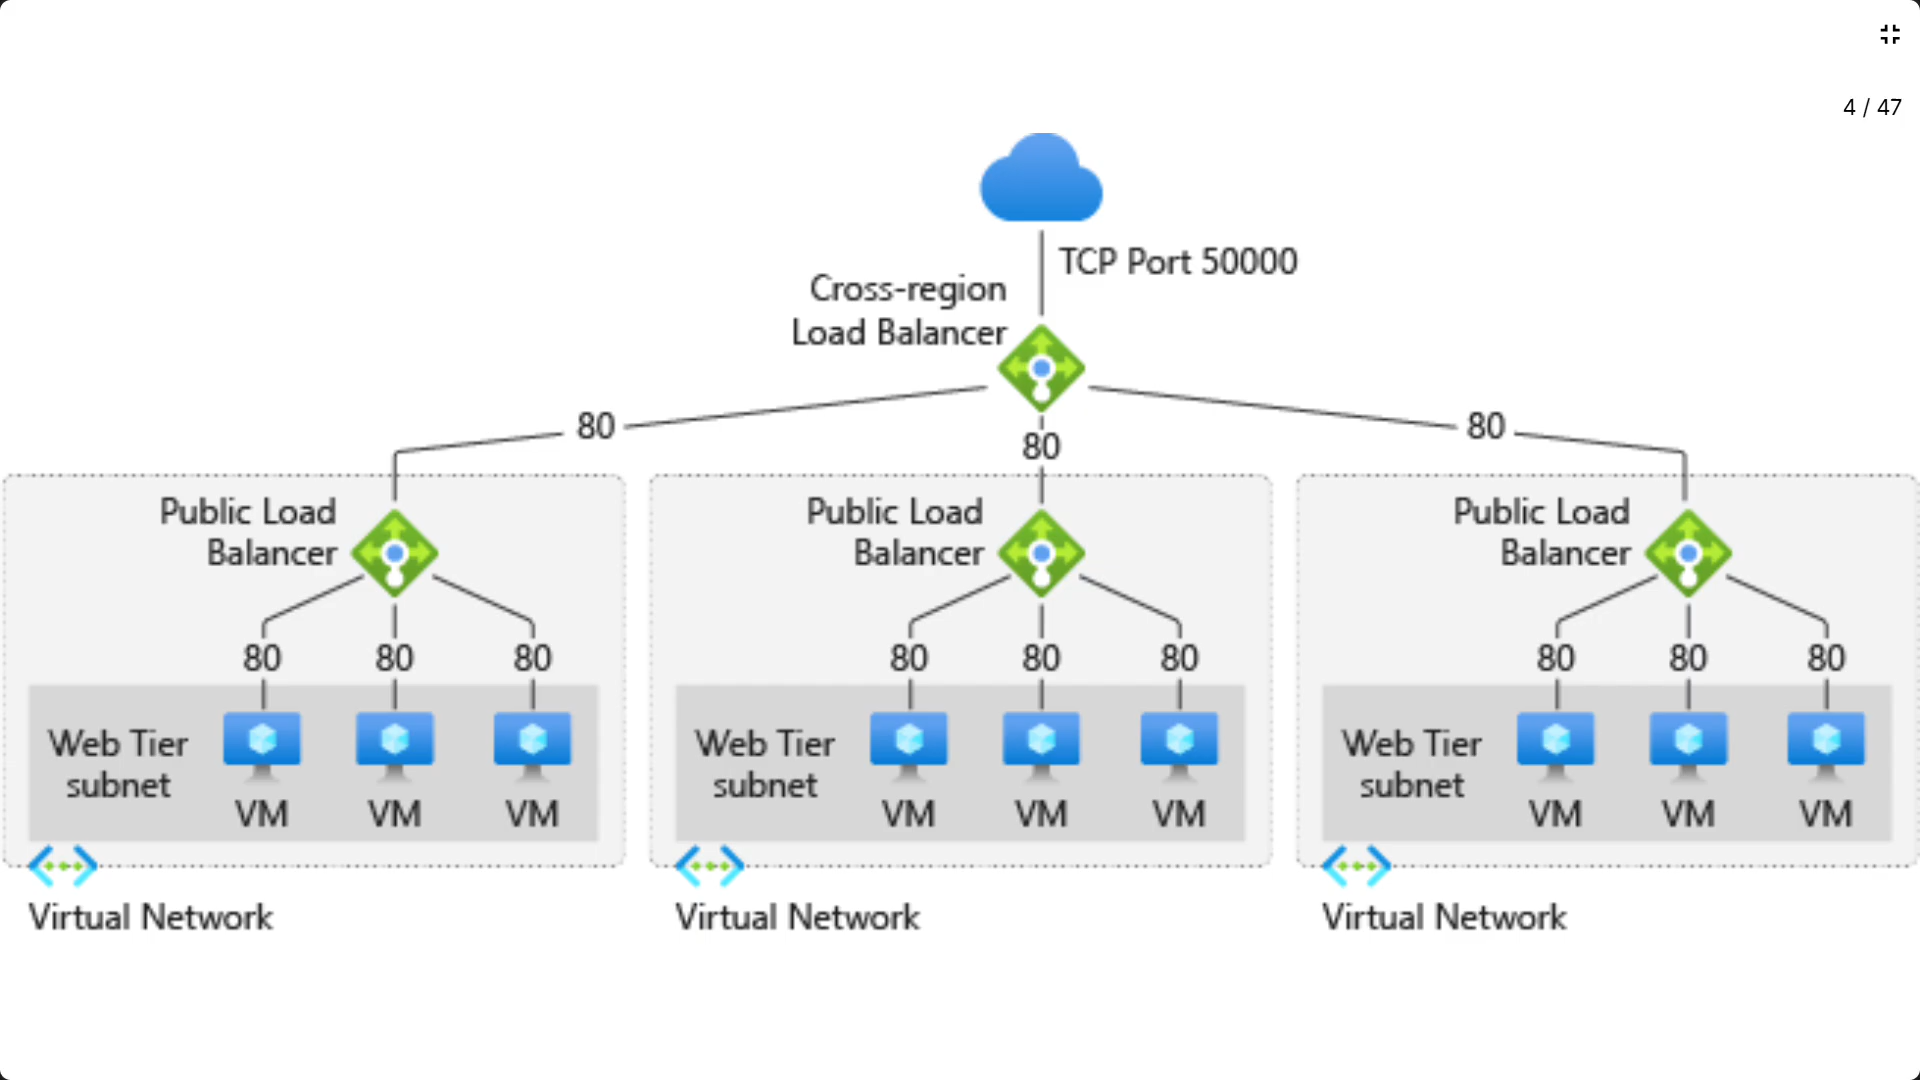 4 / 47
TCP Port 50000
Cross-region
Load Balancer
80
80
80
Public Load
Balancer
Public Load
Balancer
Public Load
Balancer
80 80 80
80 80 80
80 80 80
Web Tier
subnet
VM VM VM
Web Tier
subnet
VM VM VM
Web Tier
subnet
VM VM VM
Virtual Network
Virtual Network
Virtual Network